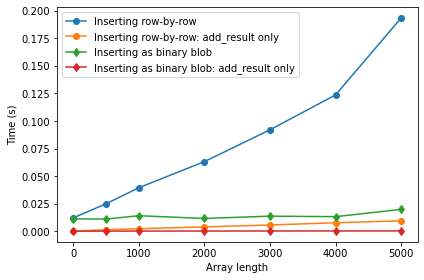 Inserting row-by-row
Inserting row-by-row: add_result only
Inserting as binary blob
Inserting as binary blob: add_result only
0.200
0.175
0.150
0.125
0.100
0.075
0.050
0.025
0.000
Time (s)
0 1000 2000 3000 4000 5000
Array length